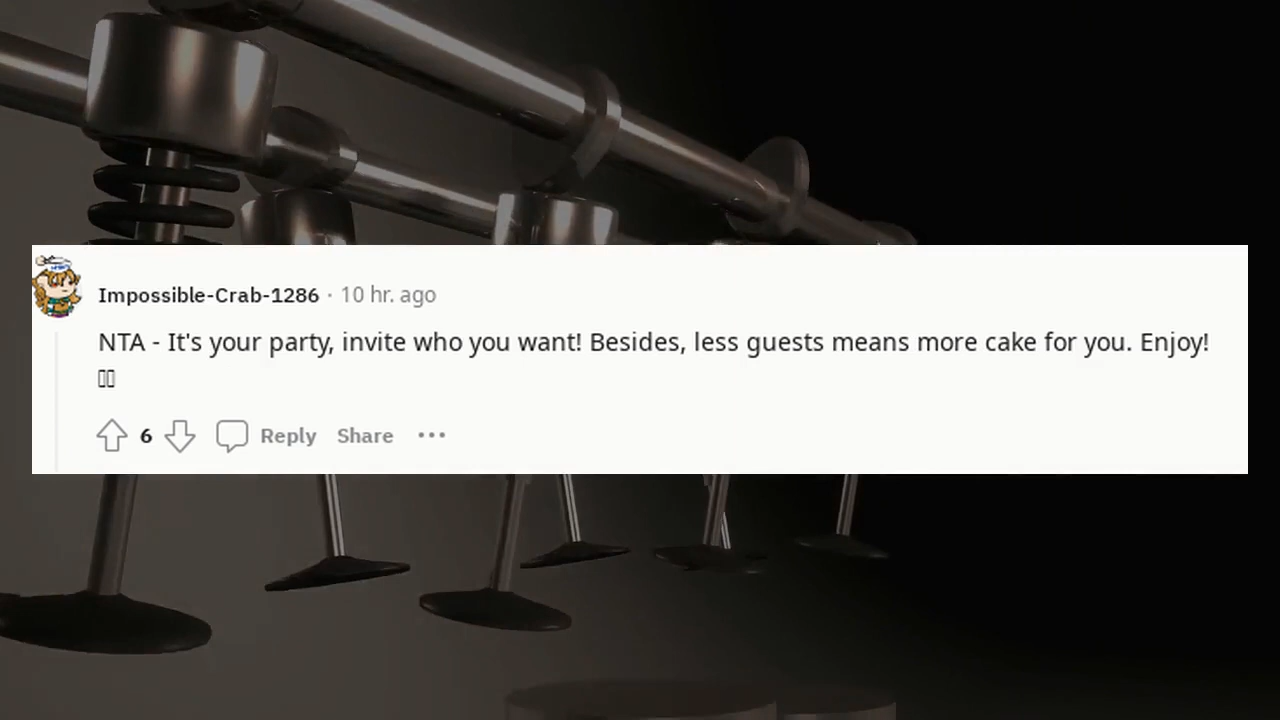 Impossible-Crab-1286 · 10 hr. ago
NTA - It's your party, invite who you want! Besides, less guests means more cake for you. Enjoy!
6 Reply Share